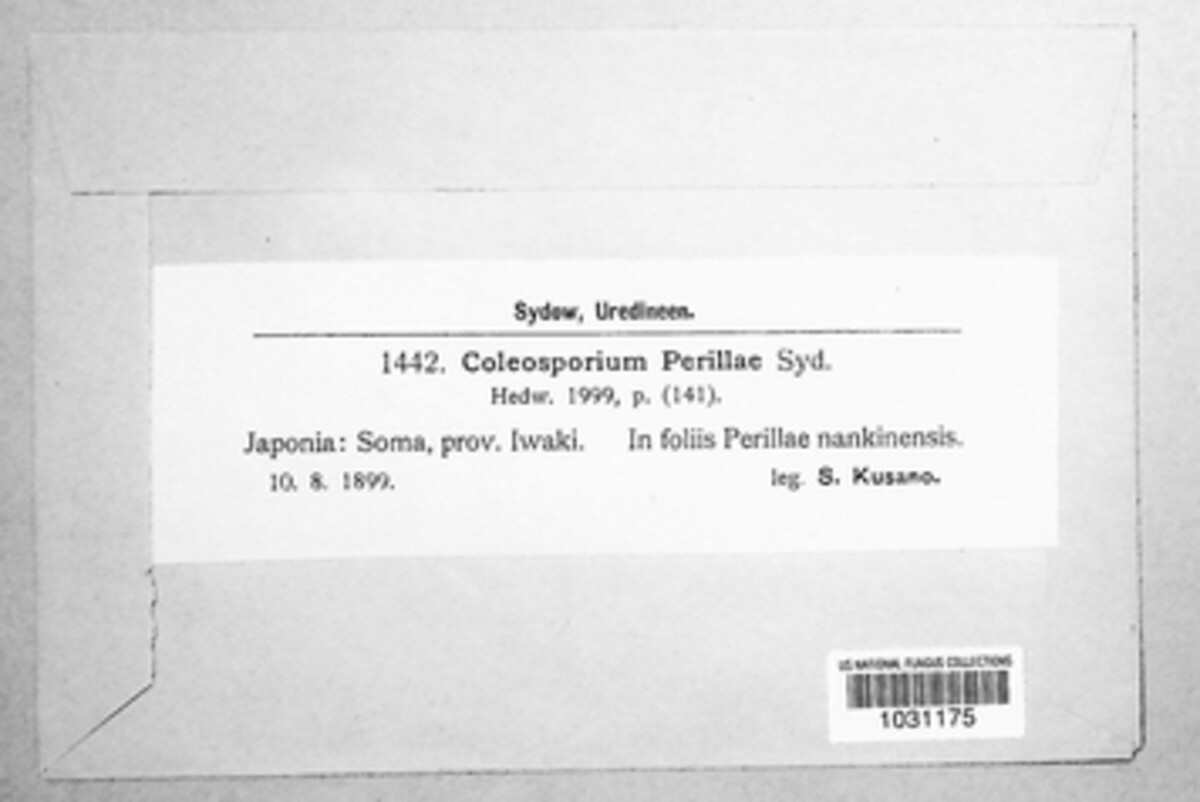 Sydow, Uredineen.
1442. Coleosporium Perillae Syd.
Hedw. 1999, p. (141).
Japonia: Soma, prov. Iwaki. In foliis Perillae nankinensis.
10. 8. 1899. leg. S. Kusano.
US NATIONAL FUNGUS COLLECTIONS
1031175